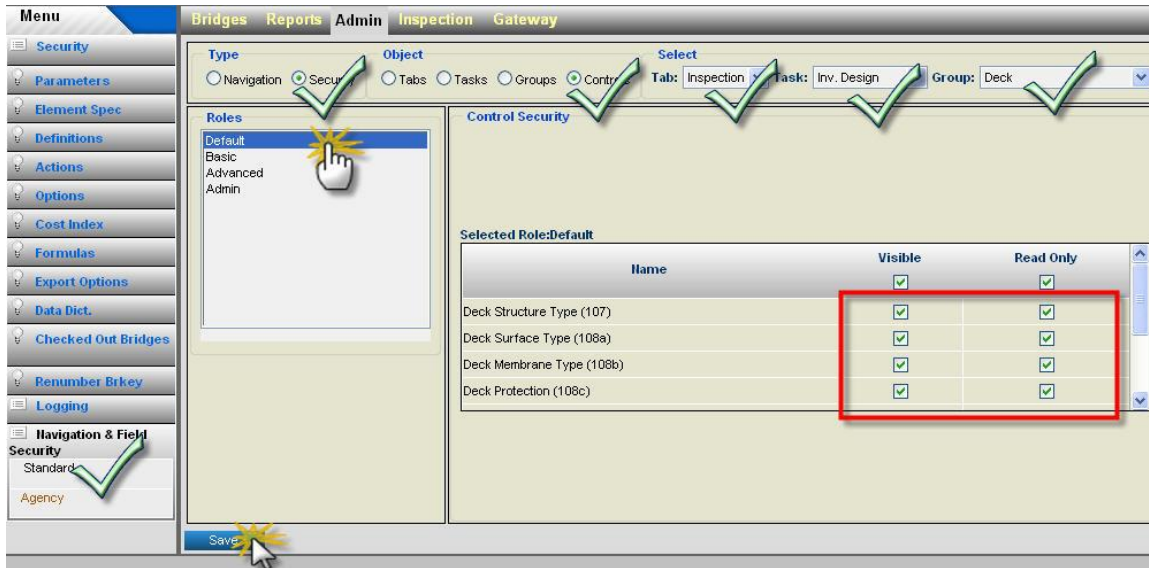 Menu
Bridges Reports Admin Inspection Gateway
Security
Parameters
Element Spec
Definitions
Actions
Options
Cost Index
Formulas
Export Options
Data Dict.
Checked Out Bridges
Renumber Brkey
Logging
Navigation & Field
Security
Standard
Agency
Type
Navigation
Object
Tabs Tasks Groups
Select
Tab: Inspection Task: Inv. Design Group: Deck
Roles
Default
Basic
Advanced
Admin
Control Security
Selected Role:Default
Name Visible Read Only
Deck Structure Type (107)
Deck Surface Type (108a)
Deck Membrane Type (108b)
Deck Protection (108c)
Save